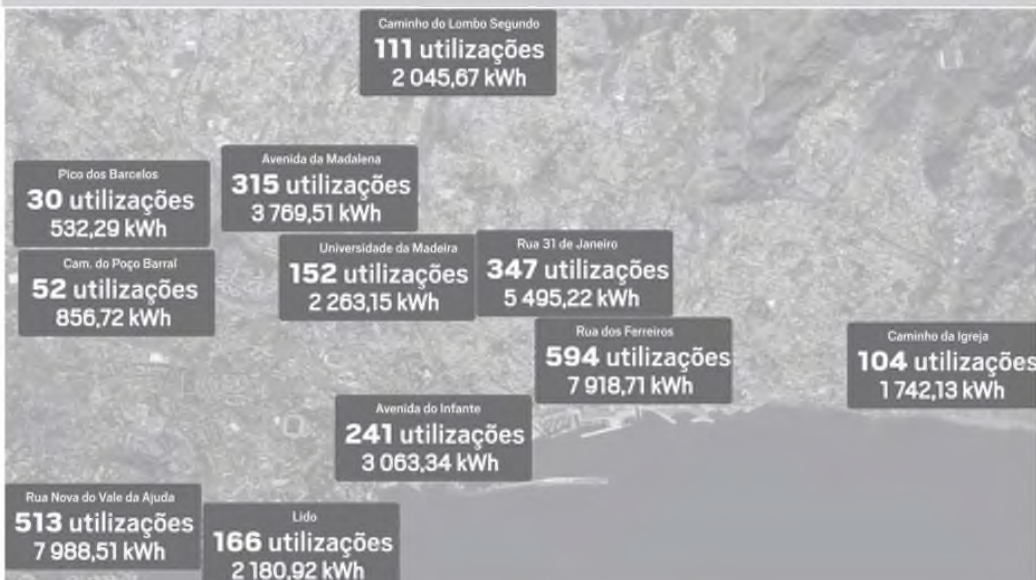 Caminho do Lombo Segundo
111 utilizações
2 045,67 kWh
Avenida da Madalena
315 utilizações
3 769,51 kWh
Pico dos Barcelos
30 utilizações
532,29 kWh
Universidade da Madeira
152 utilizações
2 263,15 kWh
Rua 31 de Janeiro
347 utilizações
5 495,22 kWh
Cam. do Poço Barral
52 utilizações
856,72 kWh
Rua dos Ferreiros
594 utilizações
7 918,71 kWh
Caminho da Igreja
104 utilizações
1 742,13 kWh
Avenida do Infante
241 utilizações
3 063,34 kWh
Rua Nova do Vale da Ajuda
513 utilizações
7 988,51 kWh
Lido
166 utilizações
2 180,92 kWh